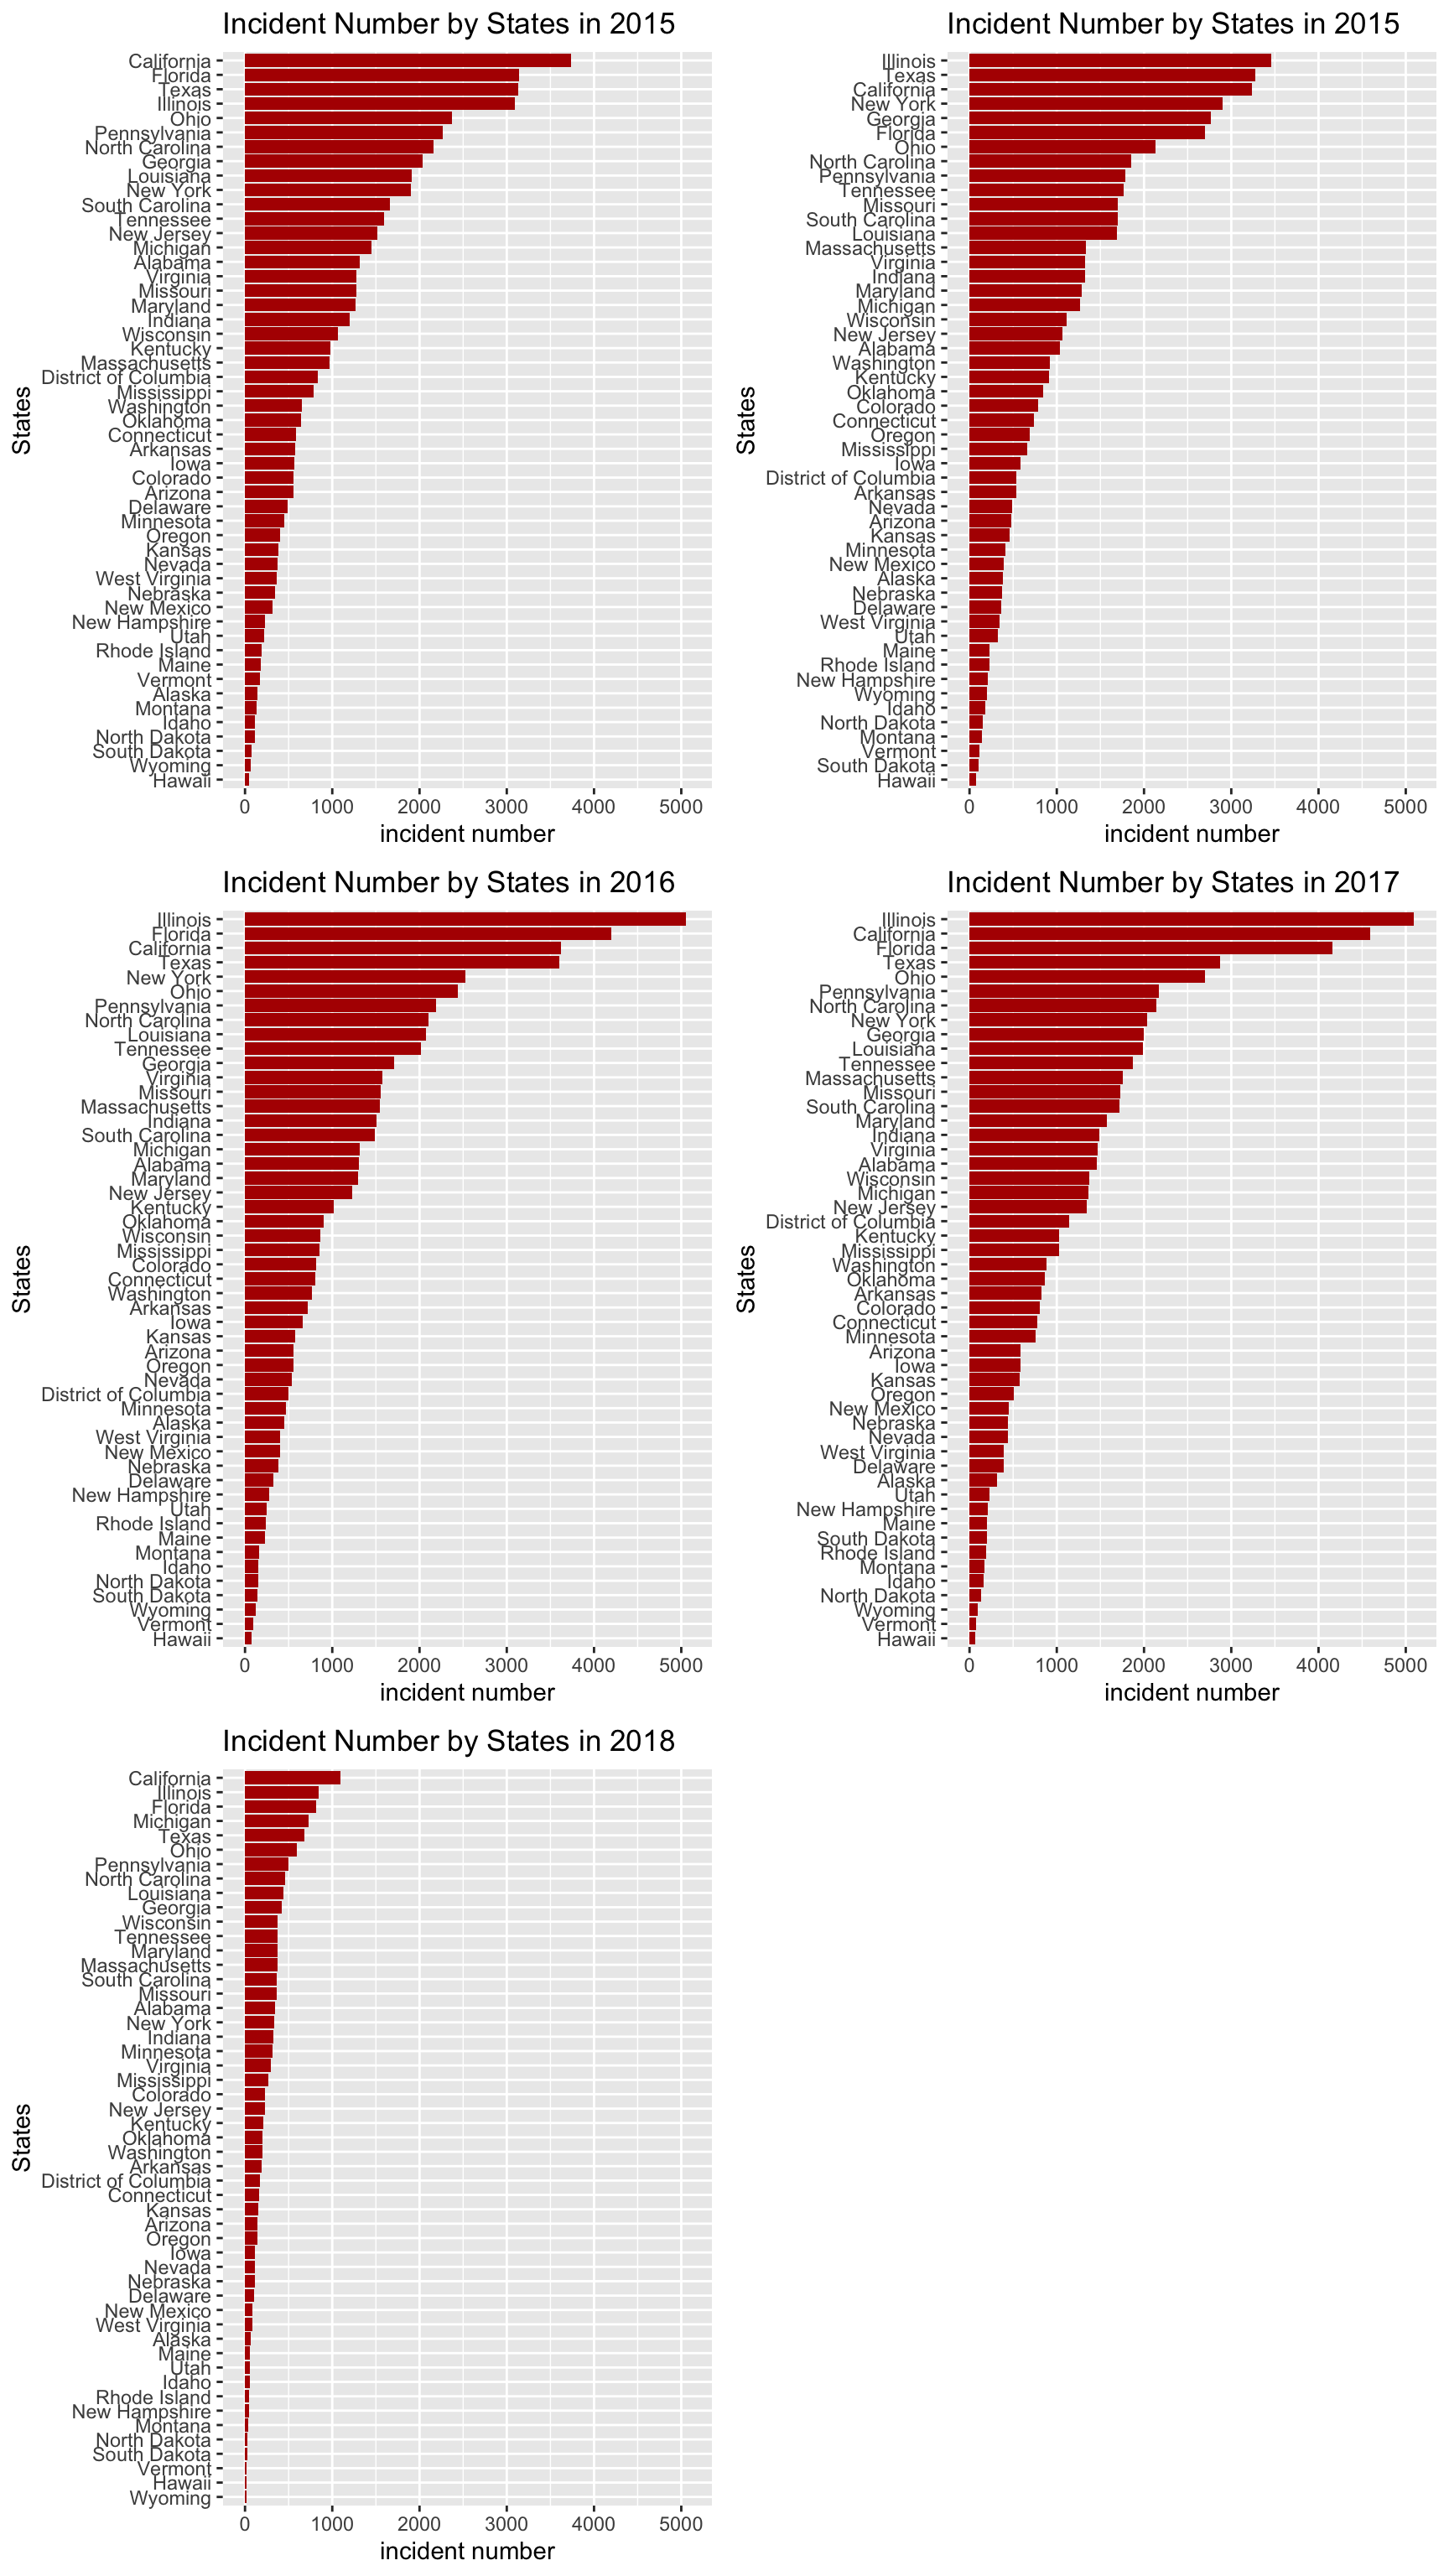 Incident Number by States in 2015
California
Florida
Texas
Illinois
Ohio
Pennsylvania
North Carolina
Georgia
Louisiana
New York
South Carolina
Tennessee
New Jersey
Michigan
Alabama
Virginia
Missouri
Maryland
Indiana
Wisconsin
Kentucky
Massachusetts
District of Columbia
Mississippi
Washington
Oklahoma
Connecticut
Arkansas
Iowa
Colorado
Arizona
Delaware
Minnesota
Oregon
Kansas
Nevada
West Virginia
Nebraska
New Mexico
New Hampshire
Utah
Rhode Island
Maine
Vermont
Alaska
Montana
Idaho
North Dakota
South Dakota
Wyoming
Hawaii
States
0 1000 2000 3000 4000 5000
incident number
Incident Number by States in 2015
Illinois
Texas
California
New York
Georgia
Florida
Ohio
North Carolina
Pennsylvania
Tennessee
Missouri
South Carolina
Louisiana
Massachusetts
Virginia
Indiana
Maryland
Michigan
Wisconsin
New Jersey
Alabama
Washington
Kentucky
Oklahoma
Colorado
Connecticut
Oregon
Mississippi
Iowa
District of Columbia
Arkansas
Nevada
Arizona
Kansas
Minnesota
New Mexico
Alaska
Nebraska
Delaware
West Virginia
Utah
Maine
Rhode Island
New Hampshire
Wyoming
Idaho
North Dakota
Montana
Vermont
South Dakota
Hawaii
States
0 1000 2000 3000 4000 5000
incident number
Incident Number by States in 2016
Illinois
Florida
California
Texas
New York
Ohio
Pennsylvania
North Carolina
Louisiana
Tennessee
Georgia
Virginia
Missouri
Massachusetts
Indiana
South Carolina
Michigan
Alabama
Maryland
New Jersey
Kentucky
Oklahoma
Wisconsin
Mississippi
Colorado
Connecticut
Washington
Arkansas
Iowa
Kansas
Arizona
Oregon
Nevada
District of Columbia
Minnesota
Alaska
West Virginia
New Mexico
Nebraska
Delaware
New Hampshire
Utah
Rhode Island
Maine
Montana
Idaho
North Dakota
South Dakota
Wyoming
Vermont
Hawaii
States
0 1000 2000 3000 4000 5000
incident number
Incident Number by States in 2017
Illinois
California
Florida
Texas
Ohio
Pennsylvania
North Carolina
New York
Georgia
Louisiana
Tennessee
Massachusetts
Missouri
South Carolina
Maryland
Indiana
Virginia
Alabama
Wisconsin
Michigan
New Jersey
District of Columbia
Kentucky
Mississippi
Washington
Oklahoma
Arkansas
Colorado
Connecticut
Minnesota
Arizona
Iowa
Kansas
Oregon
New Mexico
Nebraska
Nevada
West Virginia
Delaware
Alaska
Utah
New Hampshire
Maine
South Dakota
Rhode Island
Montana
Idaho
North Dakota
Wyoming
Vermont
Hawaii
States
0 1000 2000 3000 4000 5000
incident number
Incident Number by States in 2018
California
Illinois
Florida
Michigan
Texas
Ohio
Pennsylvania
North Carolina
Louisiana
Georgia
Wisconsin
Tennessee
Maryland
Massachusetts
South Carolina
Missouri
Alabama
New York
Indiana
Minnesota
Virginia
Mississippi
Colorado
New Jersey
Kentucky
Oklahoma
Washington
Arkansas
District of Columbia
Connecticut
Kansas
Arizona
Oregon
Iowa
Nevada
Nebraska
Delaware
New Mexico
West Virginia
Alaska
Maine
Utah
Idaho
Rhode Island
New Hampshire
Montana
North Dakota
South Dakota
Vermont
Hawaii
Wyoming
States
0 1000 2000 3000 4000 5000
incident number